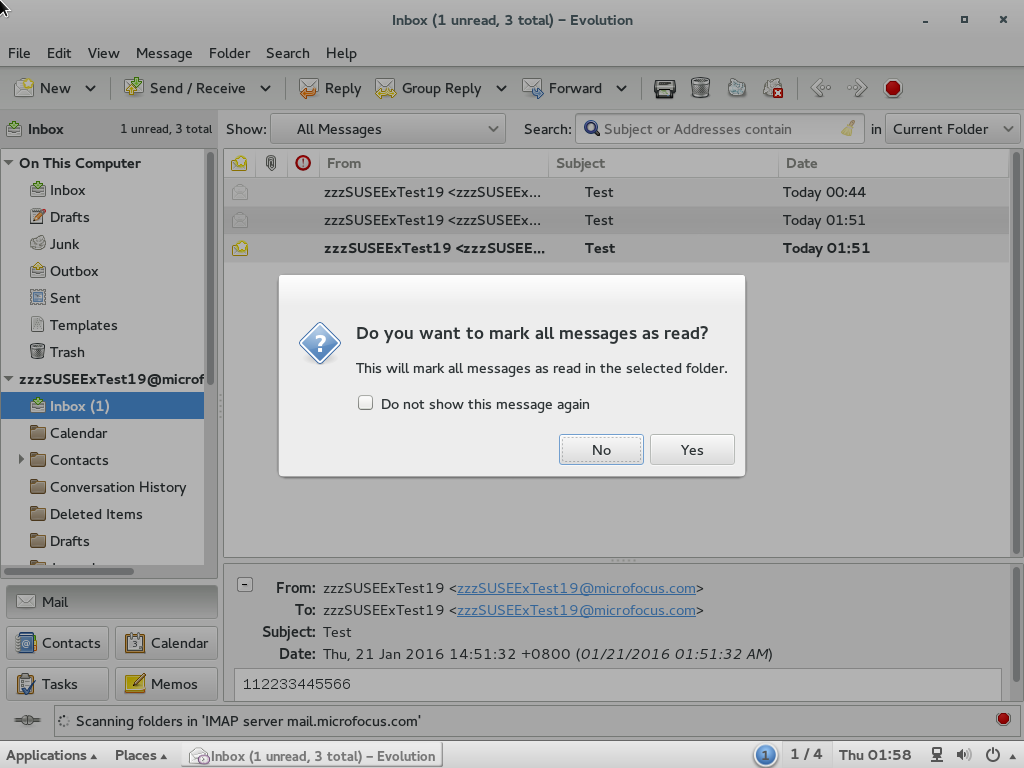 Inbox (1 unread, 3 total) – Evolution
File Edit View Message Folder Search Help
New Send / Receive Reply Group Reply Forward
Inbox 1 unread, 3 total Show: All Messages Search: Subject or Addresses contain in Current Folder
On This Computer
Inbox
Drafts
Junk
Outbox
Sent
Templates
Trash
zzzSUSEExTest19@microf
Inbox (1)
Calendar
Contacts
Conversation History
Deleted Items
Drafts
From Subject Date
zzzSUSEExTest19 <zzzSUSEEx... Test Today 00:44
zzzSUSEExTest19 <zzzSUSEEx... Test Today 01:51
zzzSUSEExTest19 <zzzSUSEE... Test Today 01:51
Do you want to mark all messages as read?
This will mark all messages as read in the selected folder.
Do not show this message again
No Yes
From: zzzSUSEExTest19 <zzzSUSEExTest19@microfocus.com>
To: zzzSUSEExTest19 <zzzSUSEExTest19@microfocus.com>
Subject: Test
Date: Thu, 21 Jan 2016 14:51:32 +0800 (01/21/2016 01:51:32 AM)
112233445566
Mail
Contacts Calendar
Tasks Memos
Scanning folders in 'IMAP server mail.microfocus.com'
Applications Places Inbox (1 unread, 3 total) – Evolution 1 1 / 4 Thu 01:58